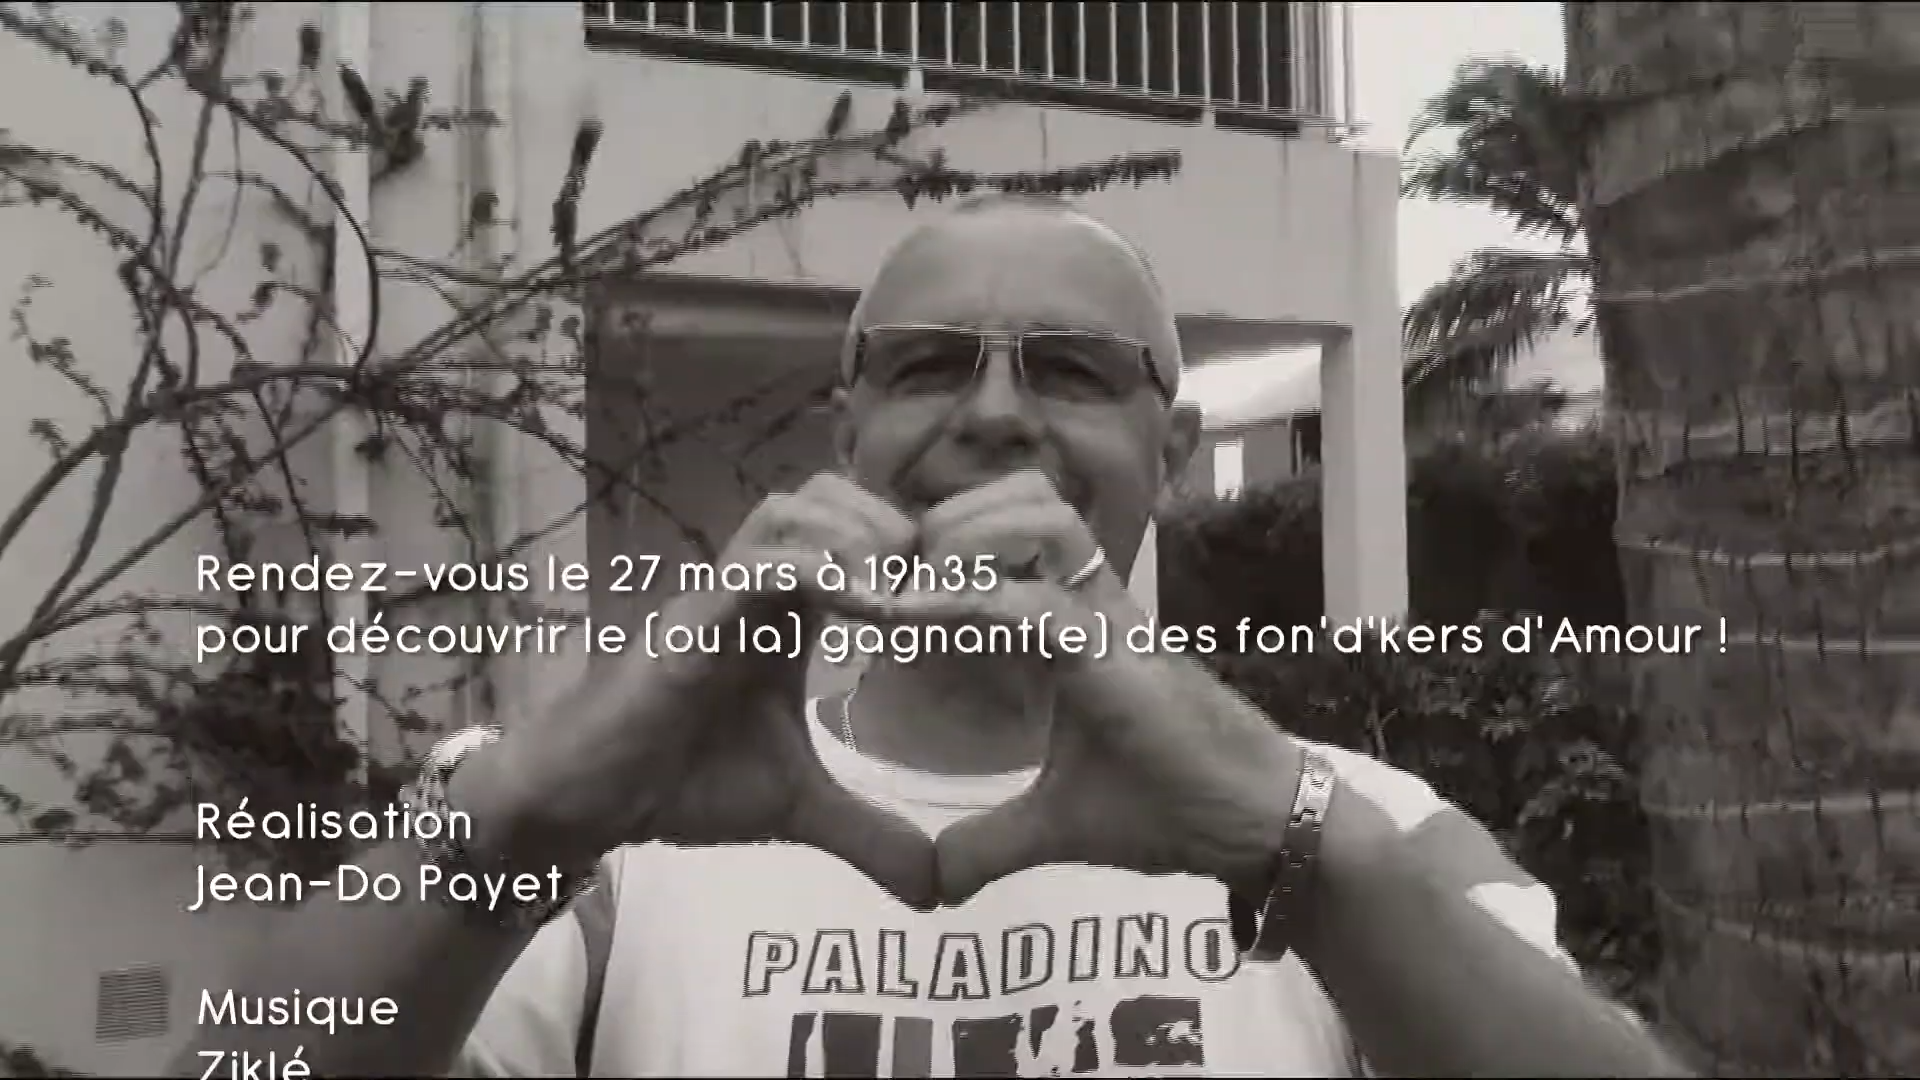 Rendez-vous le 27 mars à 19h35
pour découvrir le (ou la) gagnant(e) des fon'd'kers d'Amour !
Réalisation
Jean-Do Payet
PALADINO
Musique
Ziklé